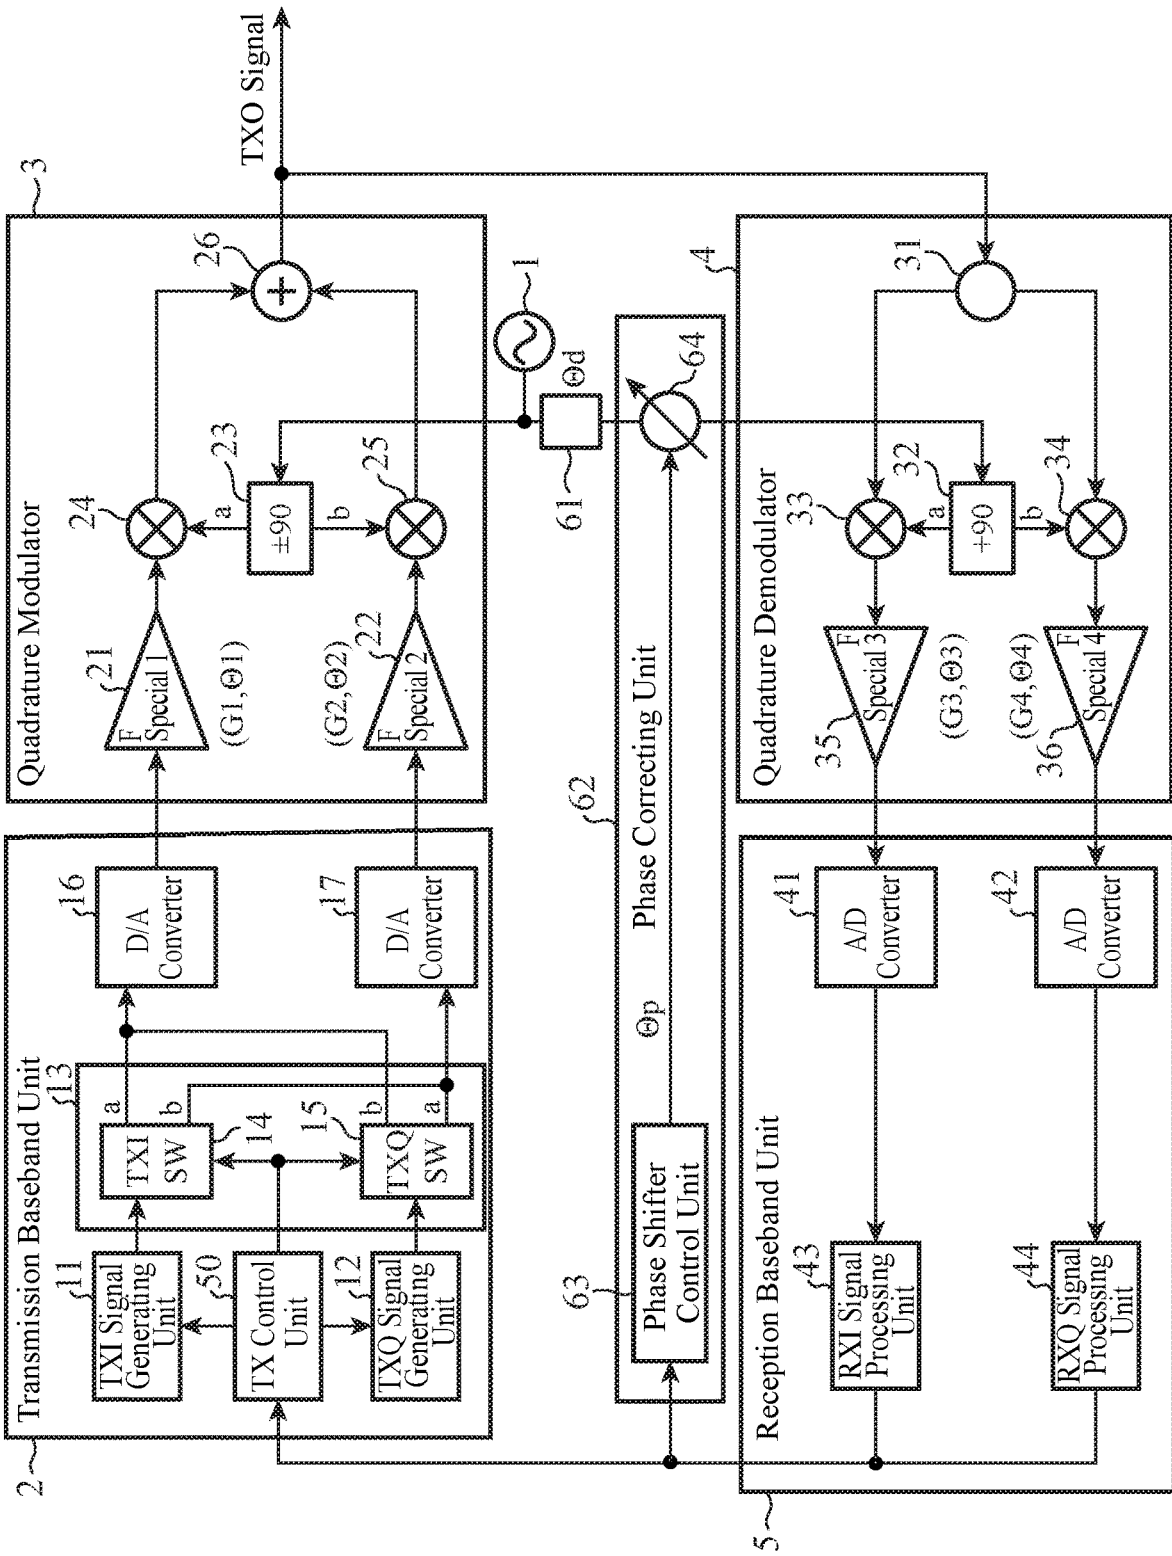 TXO Signal
3
Quadrature Modulator
21
F
Special 1
(G1,Θ1)
24
23
±90
a
b
25
26
(G2,Θ2)
22
F
Special 2
1
Θd
61
2
Transmission Baseband Unit
11
TXI Signal
Generating
Unit
50
TX Control
Unit
12
TXQ Signal
Generating
Unit
13
TXI
SW
a
b
14
15
TXQ
SW
b
a
16
D/A
Converter
17
D/A
Converter
62
Phase Correcting Unit
63
Phase Shifter
Control Unit
Θp
64
4
Quadrature Demodulator
31
33
32
+90
a
b
34
35
F
Special 3
(G3,Θ3)
(G4,Θ4)
36
F
Special 4
5
Reception Baseband Unit
41
A/D
Converter
42
A/D
Converter
43
RXI Signal
Processing
Unit
44
RXQ Signal
Processing
Unit